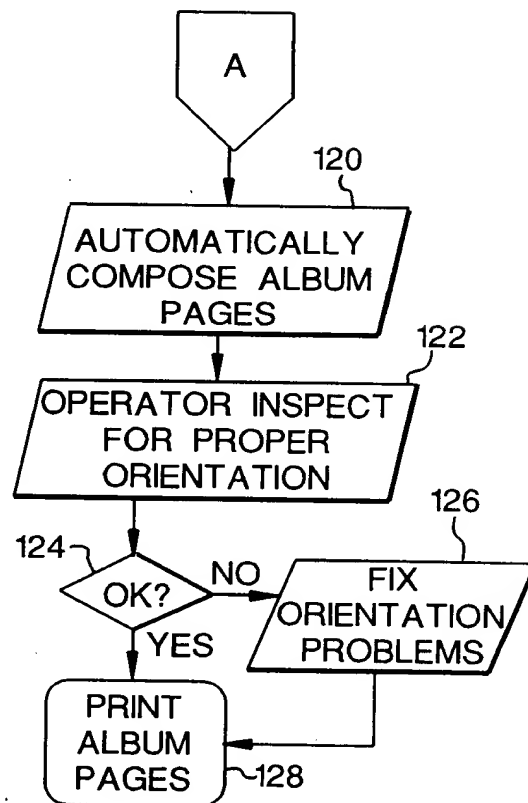 A
120
AUTOMATICALLY
COMPOSE ALBUM
PAGES
122
OPERATOR INSPECT
FOR PROPER
ORIENTATION
124
OK?
NO
YES
126
FIX
ORIENTATION
PROBLEMS
PRINT
ALBUM
PAGES
128